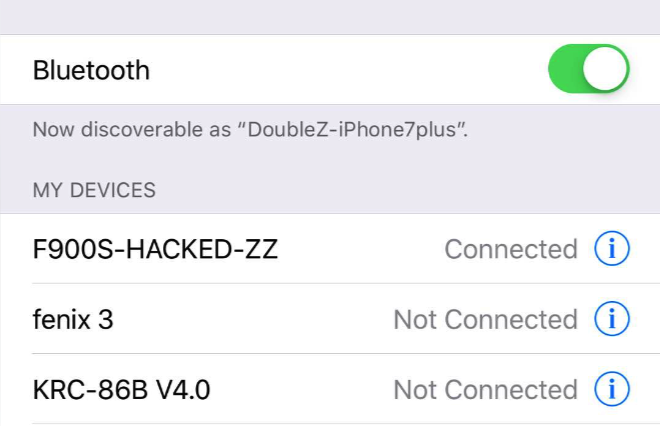 Bluetooth
Now discoverable as “DoubleZ-iPhone7plus”.
MY DEVICES
F900S-HACKED-ZZ Connected
fenix 3 Not Connected
KRC-86B V4.0 Not Connected